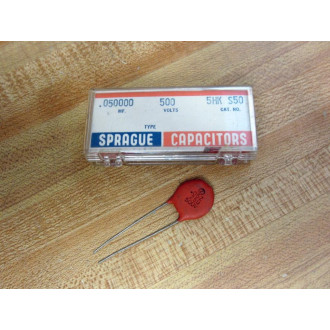 .050000 500 5HK S50
MF. VOLTS CAT. NO.
TYPE
SPRAGUE CAPACITORS